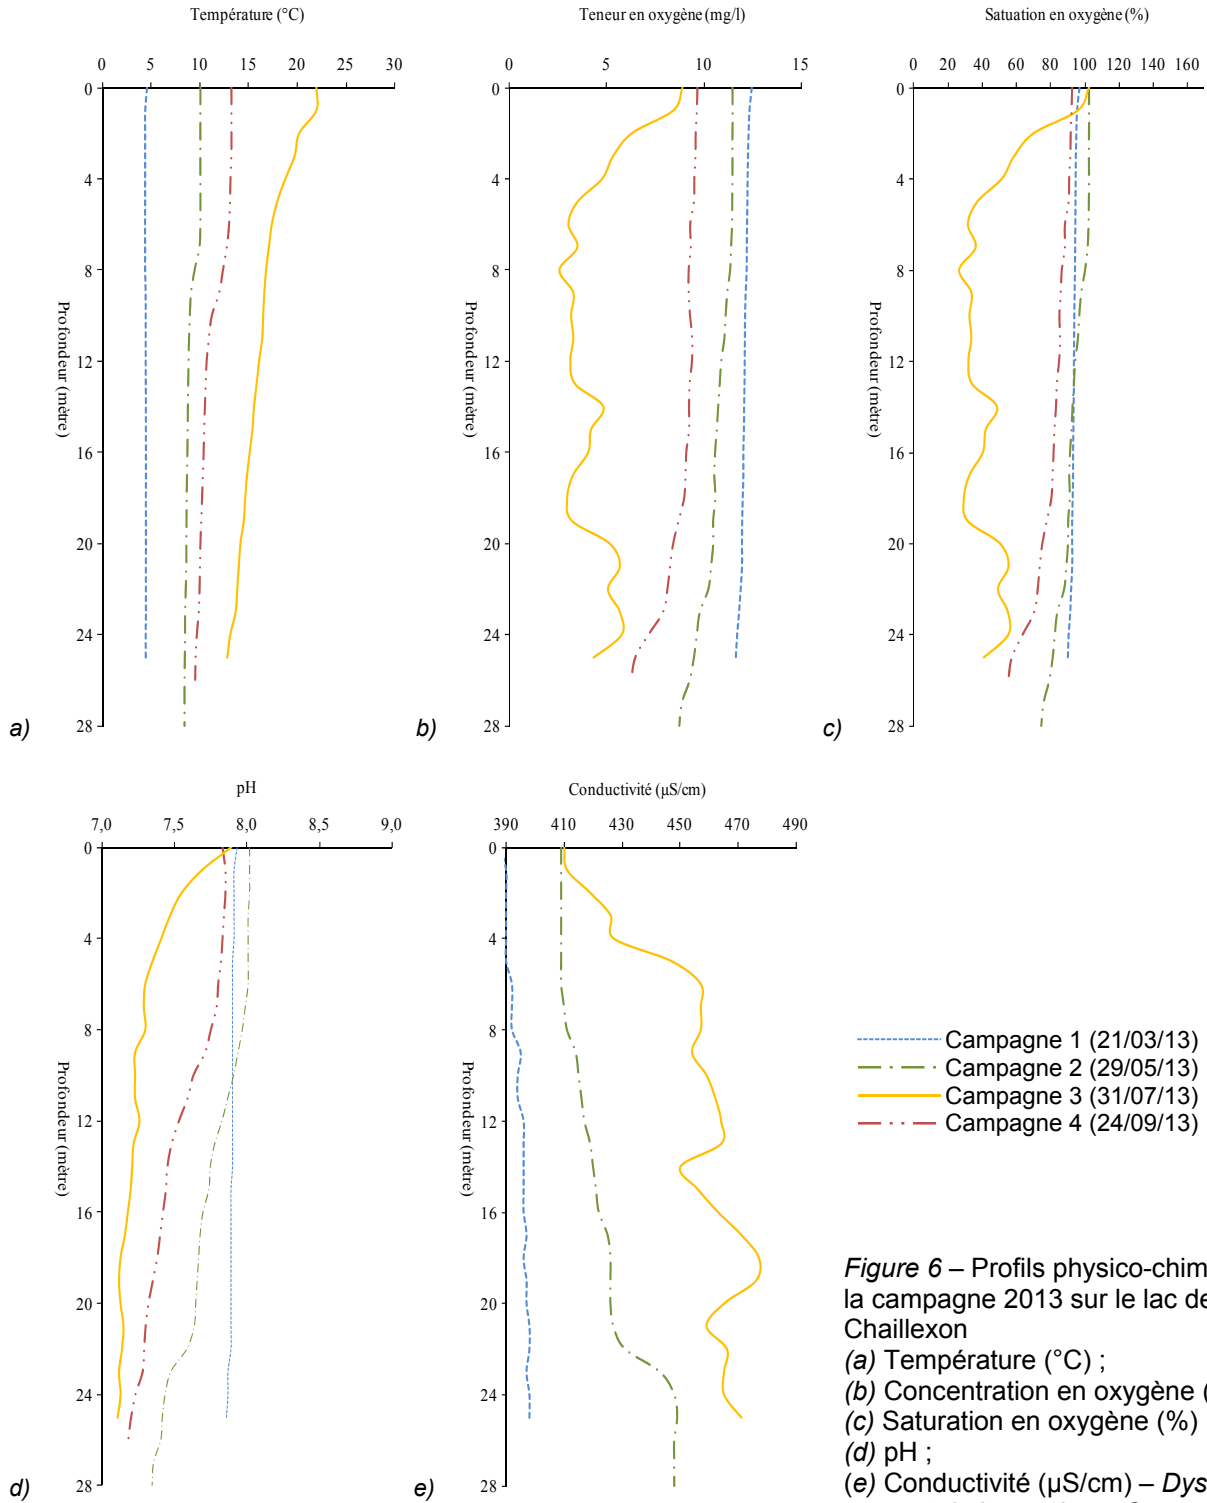 Température (°C)
0 5 10 15 20 25 30
0
4
8
12
16
20
24
28
Profondeur (mètre)
a)
Teneur en oxygène (mg/l)
0 5 10 15
0
4
8
12
16
20
24
28
Profondeur (mètre)
b)
Satuation en oxygène (%)
0 20 40 60 80 100 120 140 160
0
4
8
12
16
20
24
28
Profondeur (mètre)
c)
pH
7,0 7,5 8,0 8,5 9,0
0
4
8
12
16
20
24
28
Profondeur (mètre)
d)
Conductivité (µS/cm)
390 410 430 450 470 490
0
4
8
12
16
20
24
28
Profondeur (mètre)
e)
Campagne 1 (21/03/13)
Campagne 2 (29/05/13)
Campagne 3 (31/07/13)
Campagne 4 (24/09/13)
Figure 6 – Profils physico-chim
la campagne 2013 sur le lac de
Chaillexon
(a) Température (°C) ;
(b) Concentration en oxygène (
(c) Saturation en oxygène (%)
(d) pH ;
(e) Conductivité (µS/cm) – Dys